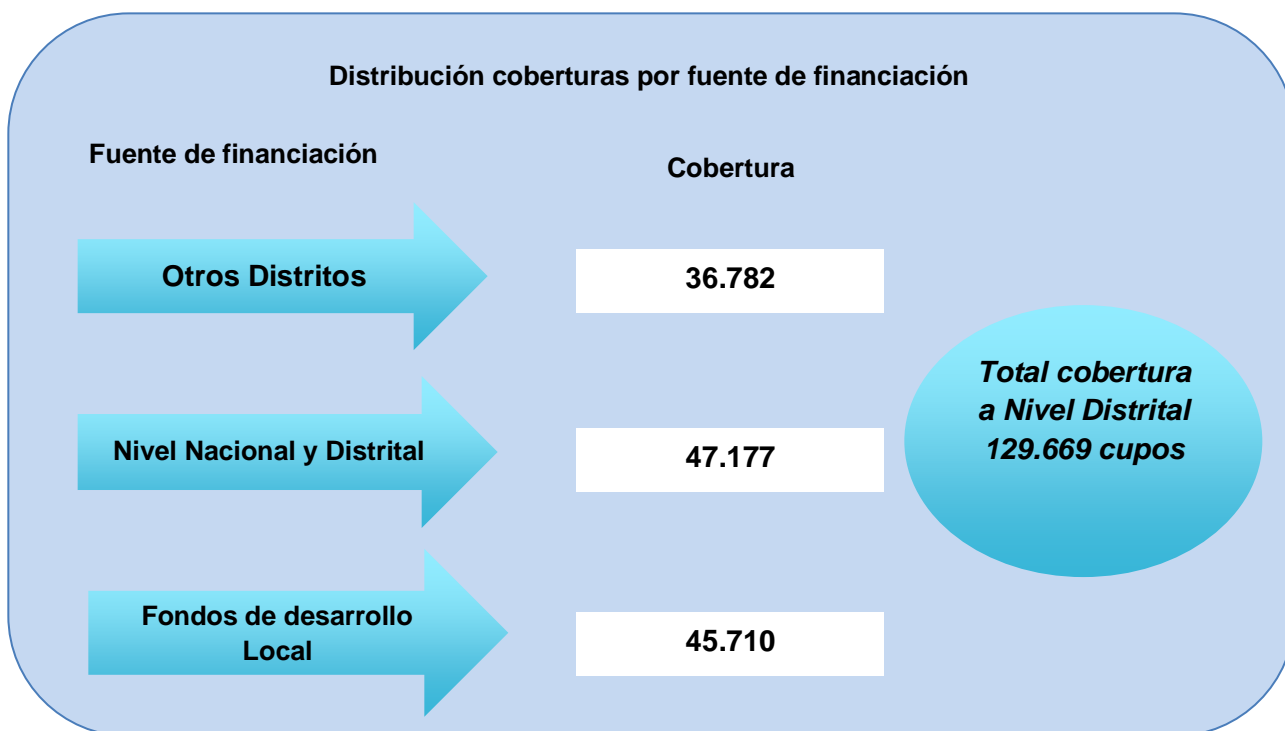 Distribución coberturas por fuente de financiación
Fuente de financiación
Cobertura
Otros Distritos
36.782
Nivel Nacional y Distrital
47.177
Fondos de desarrollo
Local
45.710
Total cobertura
a Nivel Distrital
129.669 cupos